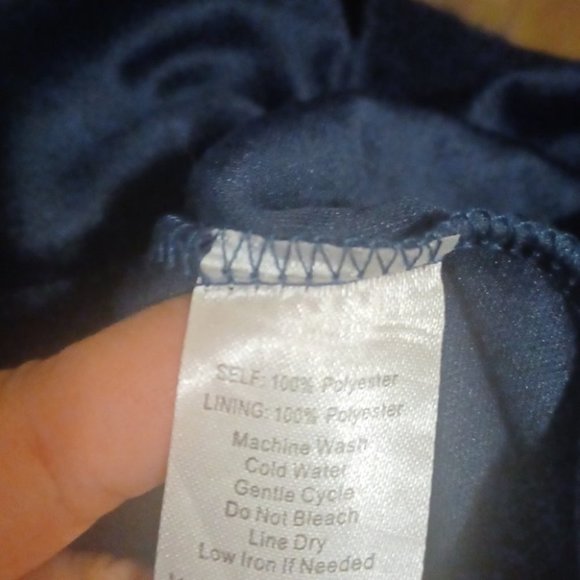 SELF: 100% Polyester
LINING: 100% Polyester
Machine Wash
Cold Water
Gentle Cycle
Do Not Bleach
Line Dry
Low Iron If Needed